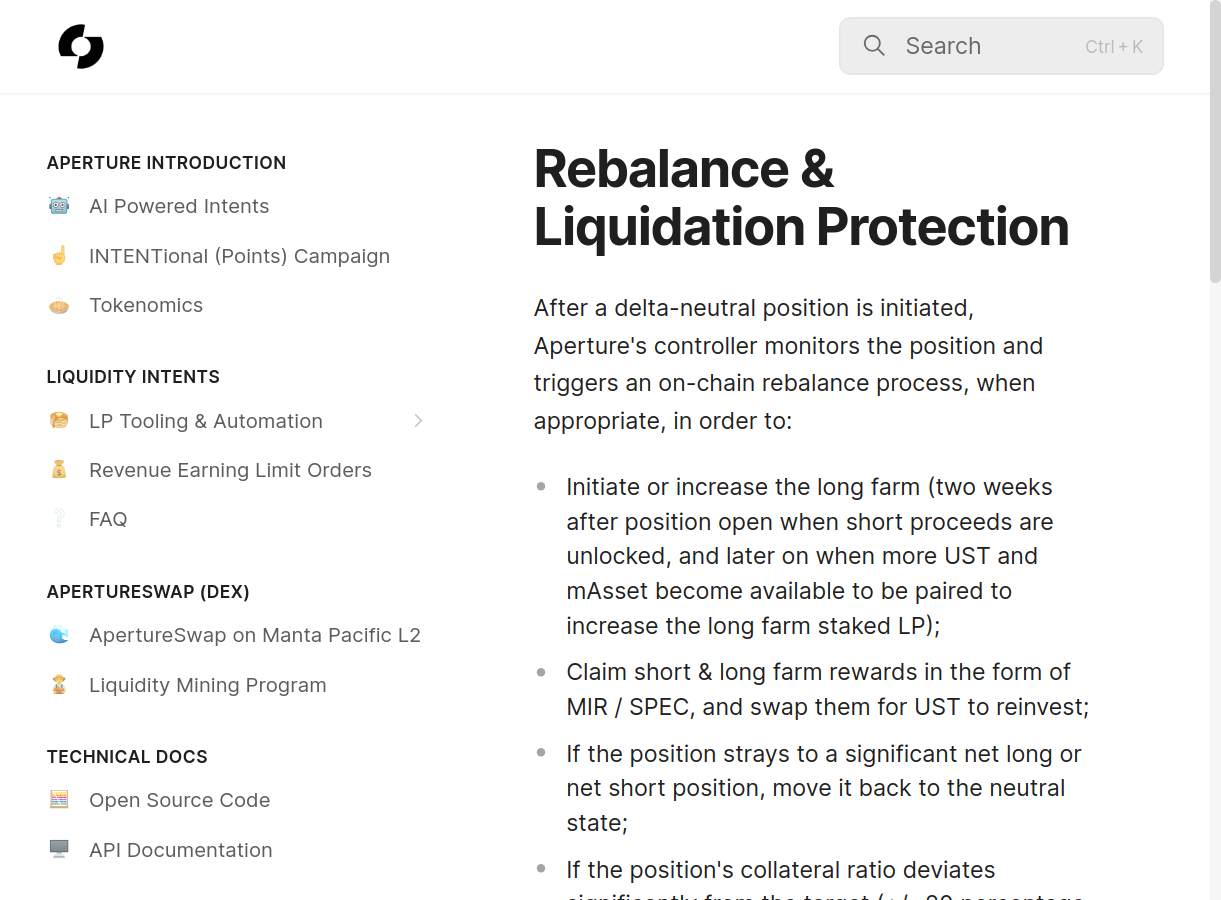 Search
Ctrl + K
APERTURE INTRODUCTION
AI Powered Intents
INTENTional (Points) Campaign
Tokenomics
LIQUIDITY INTENTS
LP Tooling & Automation
Revenue Earning Limit Orders
FAQ
APERTURESWAP (DEX)
ApertureSwap on Manta Pacific L2
Liquidity Mining Program
TECHNICAL DOCS
Open Source Code
API Documentation
Rebalance &
Liquidation Protection
After a delta-neutral position is initiated,
Aperture's controller monitors the position and
triggers an on-chain rebalance process, when
appropriate, in order to:
Initiate or increase the long farm (two weeks
after position open when short proceeds are
unlocked, and later on when more UST and
mAsset become available to be paired to
increase the long farm staked LP);
Claim short & long farm rewards in the form of
MIR / SPEC, and swap them for UST to reinvest;
If the position strays to a significant net long or
net short position, move it back to the neutral
state;
If the position's collateral ratio deviates
significantly from the target (+/- 20 percentage